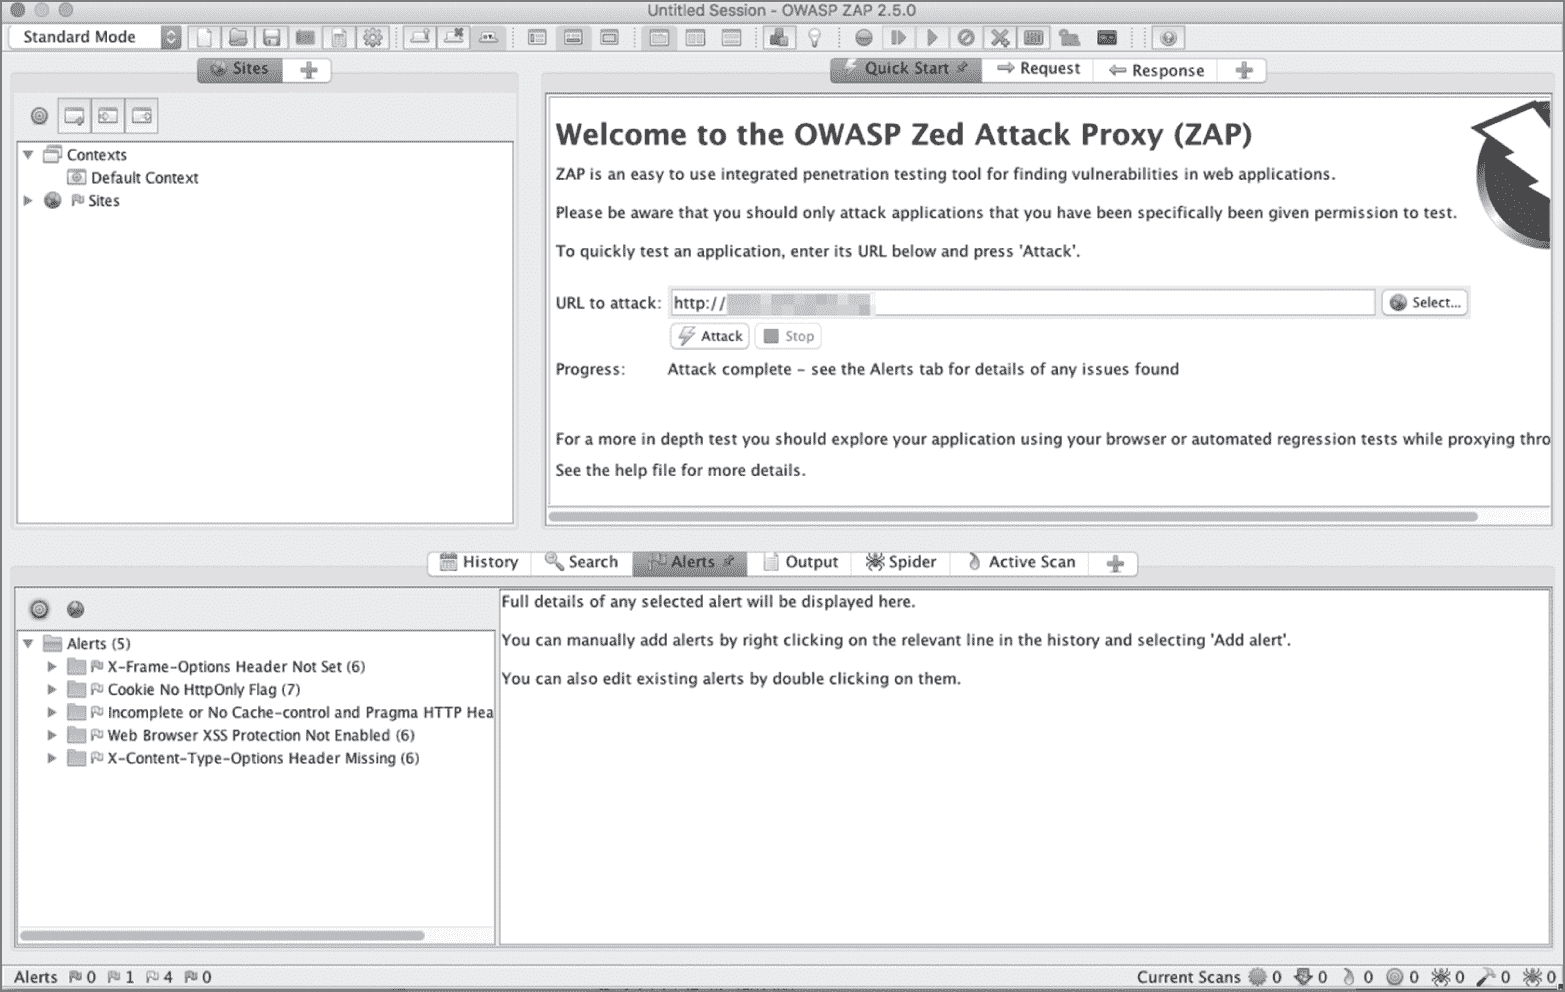 Untitled Session - OWASP ZAP 2.5.0
Standard Mode
Sites
Quick Start
Request
Response
Contexts
Default Context
Sites
Welcome to the OWASP Zed Attack Proxy (ZAP)
ZAP is an easy to use integrated penetration testing tool for finding vulnerabilities in web applications.
Please be aware that you should only attack applications that you have been specifically been given permission to test.
To quickly test an application, enter its URL below and press 'Attack'.
URL to attack: http:// Select...
Attack Stop
Progress: Attack complete - see the Alerts tab for details of any issues found
For a more in depth test you should explore your application using your browser or automated regression tests while proxying thro
See the help file for more details.
History
Search
Alerts
Output
Spider
Active Scan
Alerts (5)
X-Frame-Options Header Not Set (6)
Cookie No HttpOnly Flag (7)
Incomplete or No Cache-control and Pragma HTTP Hea
Web Browser XSS Protection Not Enabled (6)
X-Content-Type-Options Header Missing (6)
Full details of any selected alert will be displayed here.
You can manually add alerts by right clicking on the relevant line in the history and selecting 'Add alert'.
You can also edit existing alerts by double clicking on them.
Alerts 0 1 4 0
Current Scans 0 0 0 0 0 0 0